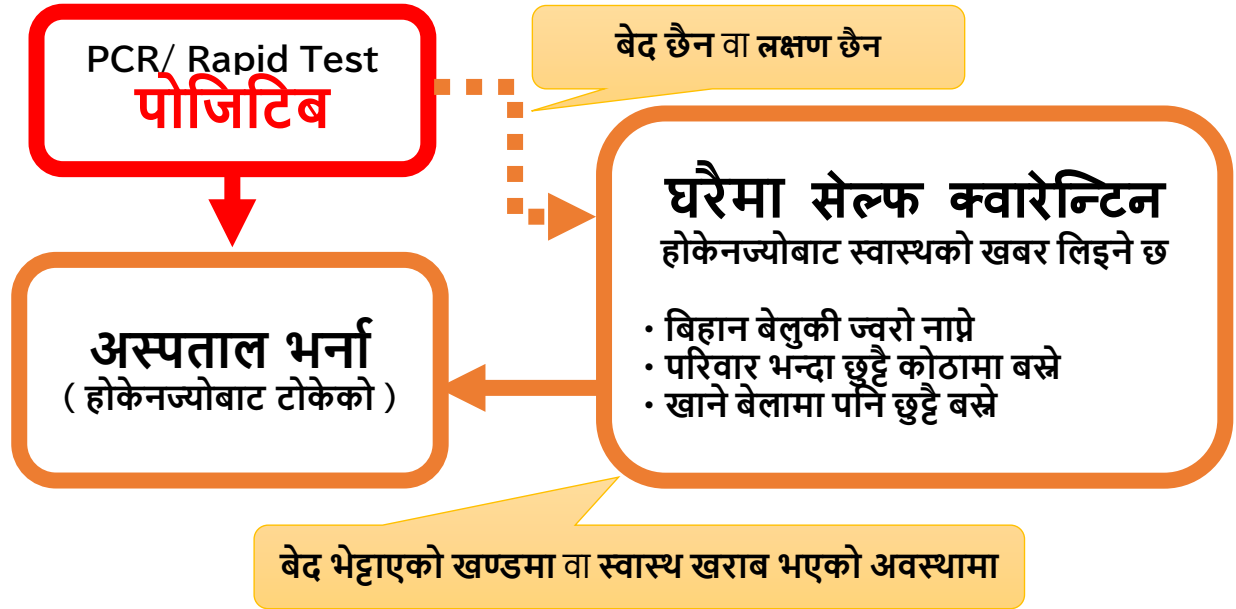 PCR/ Rapid Test
पोजिटिब
बेद छैन वा लक्षण छैन
घरैमा सेल्फ क्वारेन्टिन
होकेनज्योबाट स्वास्थको खबर लिइने छ
・बिहान बेलुकी ज्वरो नाप्ने
・परिवार भन्दा छुट्टै कोठामा बस्ने
・खाने बेलामा पनि छुट्टै बस्ने
अस्पताल भर्ना
( होकेनज्योबाट टोकेको )
बेद भेट्टाएको खण्डमा वा स्वास्थ खराब भएको अवस्थामा